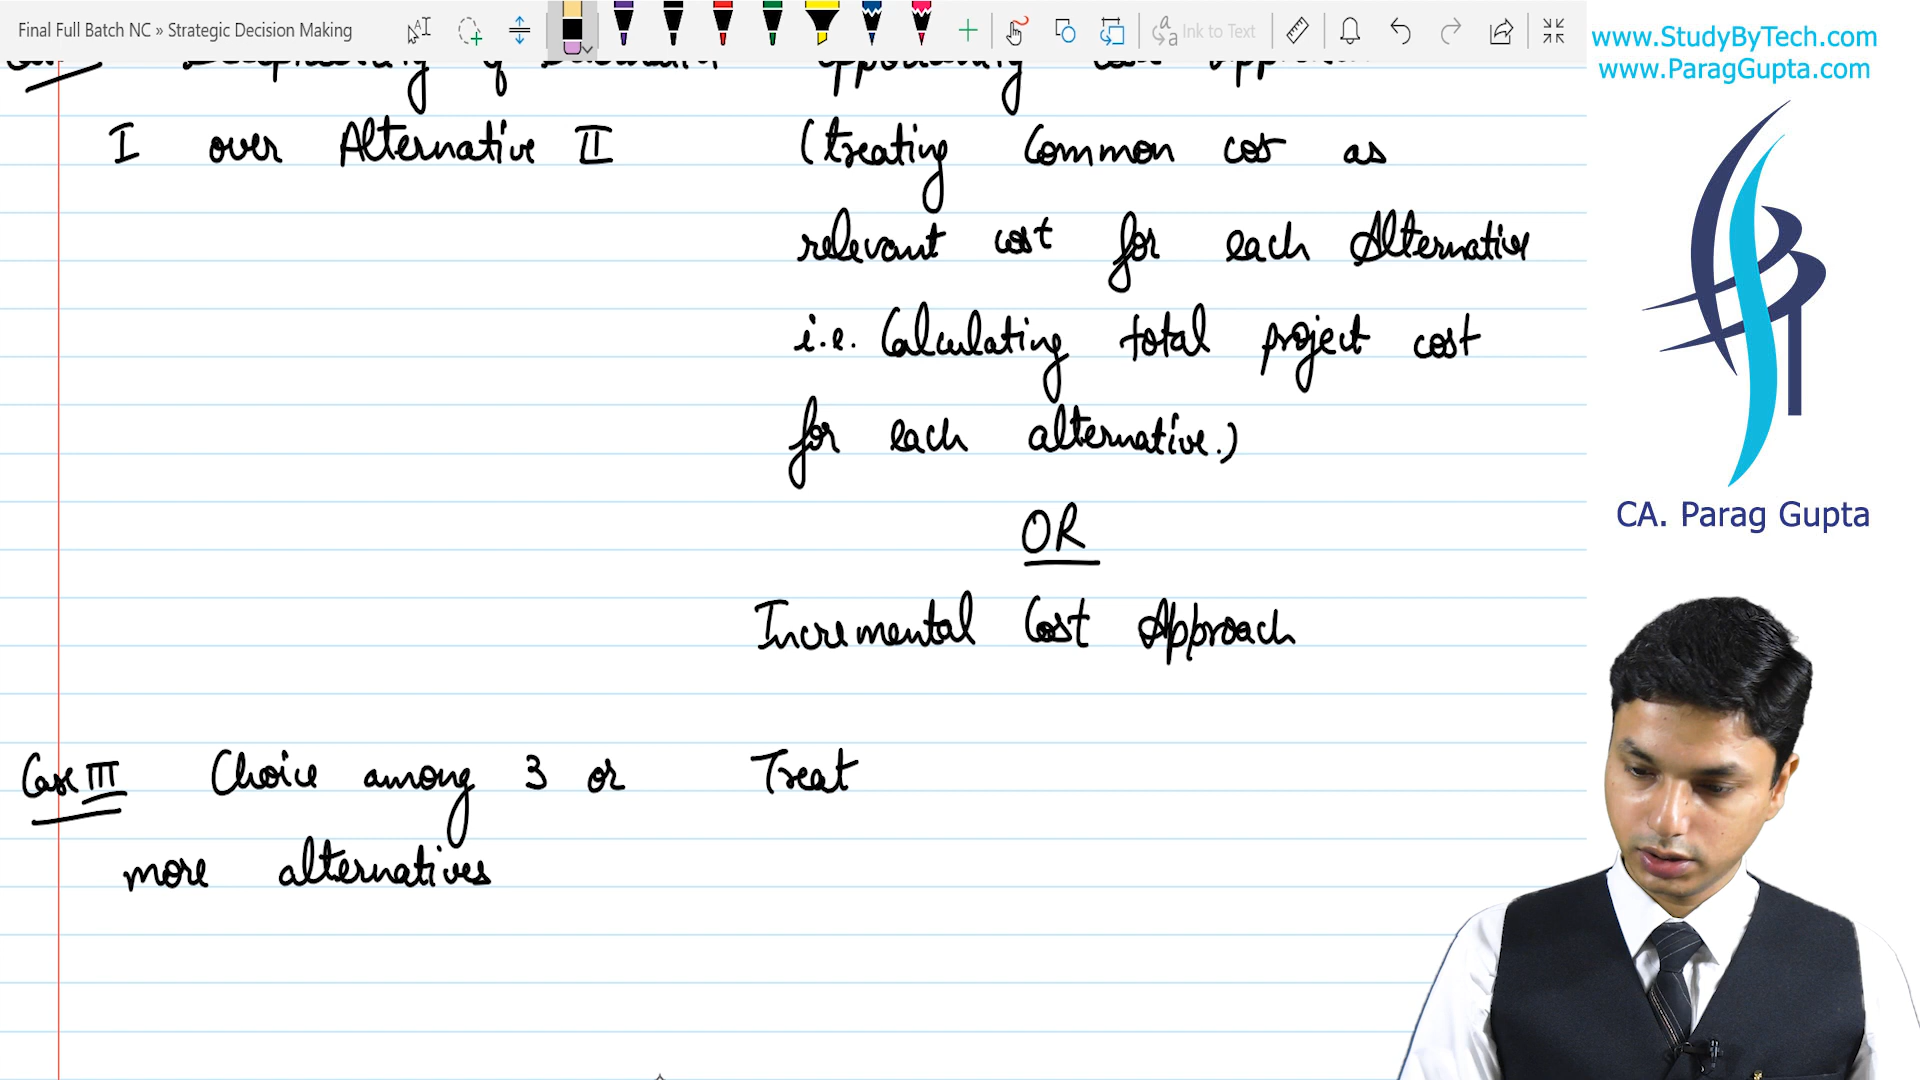 Final Full Batch NC » Strategic Decision Making
Ink to Text
www.StudyByTech.com
www.ParagGupta.com
I over Alternative II
(treating Common cost as
relevant cost for each Alternative
i.e. Calculating total project cost
for each alternative.)
OR
Incremental Cost Approach
Case III Choice among 3 or
more alternatives
Treat
CA. Parag Gupta